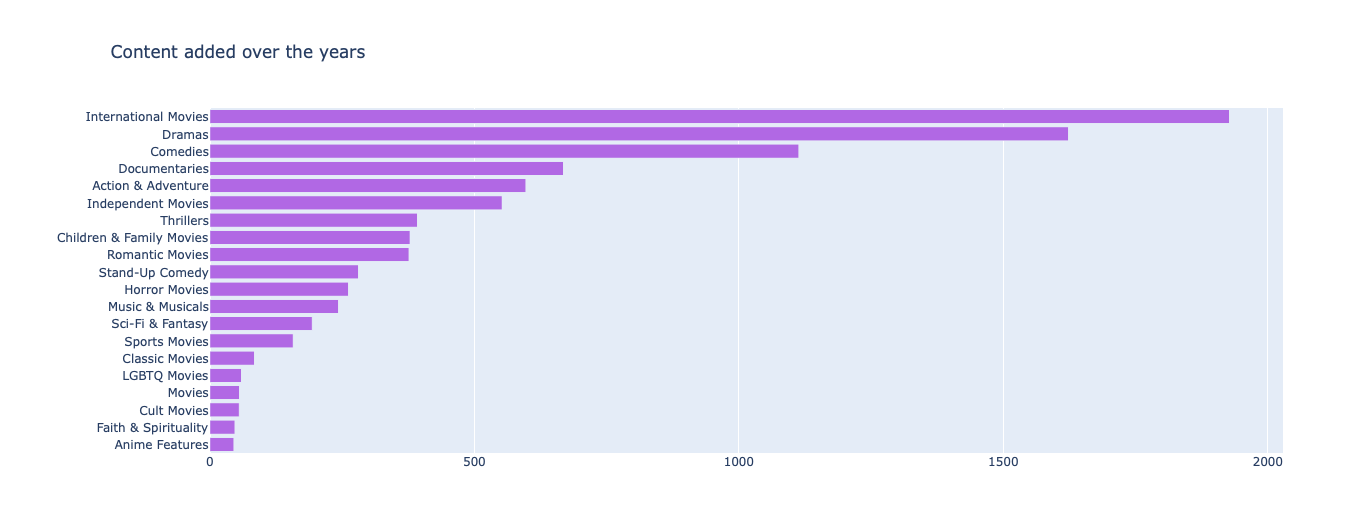 Content added over the years
International Movies
Dramas
Comedies
Documentaries
Action & Adventure
Independent Movies
Thrillers
Children & Family Movies
Romantic Movies
Stand-Up Comedy
Horror Movies
Music & Musicals
Sci-Fi & Fantasy
Sports Movies
Classic Movies
LGBTQ Movies
Movies
Cult Movies
Faith & Spirituality
Anime Features
0 500 1000 1500 2000